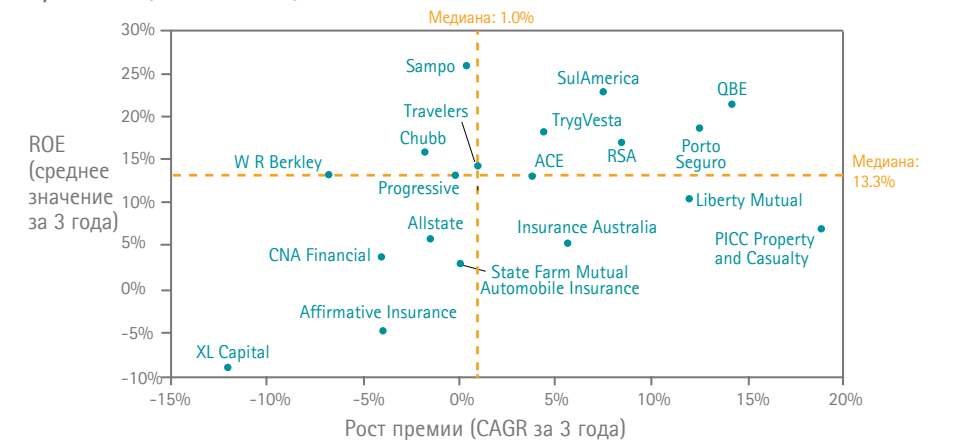 Медиана: 1.0%
30%
25%
20%
15%
10%
5%
0%
-5%
-10%
ROE
(среднее
значение
за 3 года)
Sampo
SulAmerica
QBE
Travelers
TrygVesta
Chubb
Porto
Seguro
RSA
ACE
W R Berkley
Медиана:
13.3%
Progressive
Liberty Mutual
Allstate
Insurance Australia
PICC Property
and Casualty
CNA Financial
State Farm Mutual
Automobile Insurance
Affirmative Insurance
XL Capital
-15%
-10%
-5%
0%
5%
10%
15%
20%
Рост премии (CAGR за 3 года)